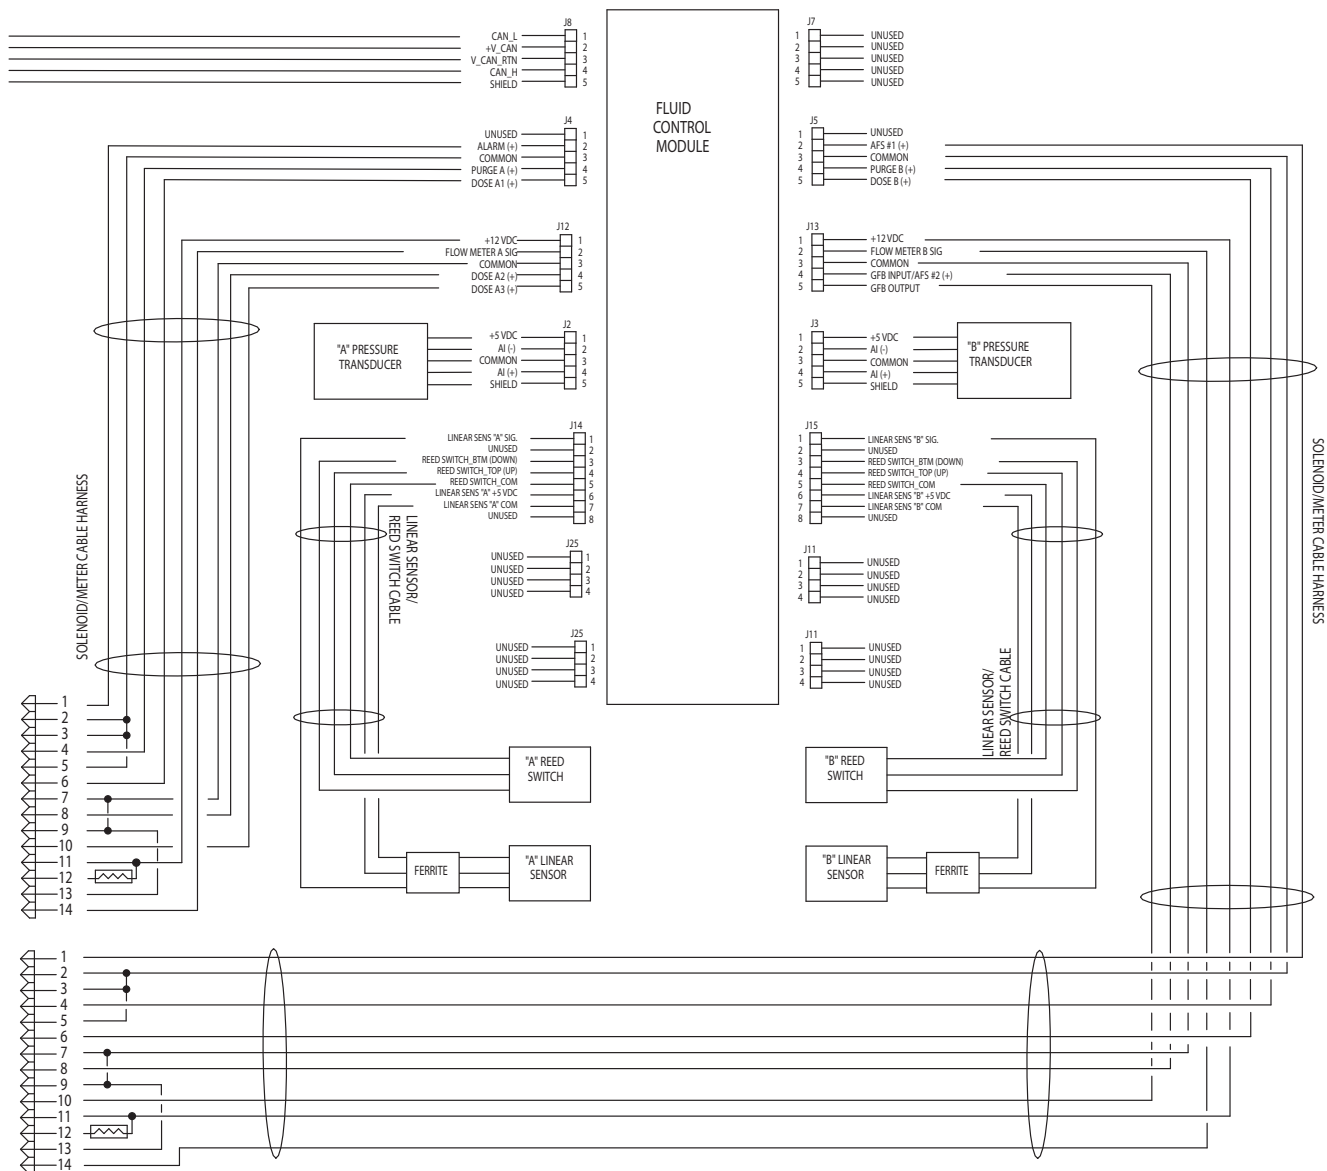 FLUID
CONTROL
MODULE
J8
CAN_L 1
+V_CAN 2
V_CAN_RTN 3
CAN_H 4
SHIELD 5
J4
UNUSED 1
ALARM (+) 2
COMMON 3
PURGE A (+) 4
DOSE A1 (+) 5
J12
+12 VDC 1
FLOW METER A SIG 2
COMMON 3
DOSE A2 (+) 4
DOSE A3 (+) 5
J2
+5 VDC 1
AI (-) 2
COMMON 3
AI (+) 4
SHIELD 5
"A" PRESSURE
TRANSDUCER
J14
LINEAR SENS "A" SIG. 1
UNUSED 2
REED SWITCH_BTM (DOWN) 3
REED SWITCH_TOP (UP) 4
REED SWITCH_COM 5
LINEAR SENS "A" +5 VDC 6
LINEAR SENS "A" COM 7
UNUSED 8
J25
UNUSED 1
UNUSED 2
UNUSED 3
UNUSED 4
J25
UNUSED 1
UNUSED 2
UNUSED 3
UNUSED 4
LINEAR SENSOR/
REED SWITCH CABLE
SOLENOID/METER CABLE HARNESS
"A" REED
SWITCH
FERRITE
"A" LINEAR
SENSOR
J7
1 UNUSED
2 UNUSED
3 UNUSED
4 UNUSED
5 UNUSED
J5
1 UNUSED
2 AFS #1 (+)
3 COMMON
4 PURGE B (+)
5 DOSE B (+)
J13
1 +12 VDC
2 FLOW METER B SIG
3 COMMON
4 GFB INPUT/AFS #2 (+)
5 GFB OUTPUT
J3
1 +5 VDC
2 AI (-)
3 COMMON
4 AI (+)
5 SHIELD
"B" PRESSURE
TRANSDUCER
J15
1 LINEAR SENS "B" SIG.
2 UNUSED
3 REED SWITCH_BTM (DOWN)
4 REED SWITCH_TOP (UP)
5 REED SWITCH_COM
6 LINEAR SENS "B" +5 VDC
7 LINEAR SENS "B" COM
8 UNUSED
J11
1 UNUSED
2 UNUSED
3 UNUSED
4 UNUSED
J11
1 UNUSED
2 UNUSED
3 UNUSED
4 UNUSED
LINEAR SENSOR/
REED SWITCH CABLE
SOLENOID/METER CABLE HARNESS
"B" REED
SWITCH
"B" LINEAR
SENSOR
FERRITE
1
2
3
4
5
6
7
8
9
10
11
12
13
14
1
2
3
4
5
6
7
8
9
10
11
12
13
14